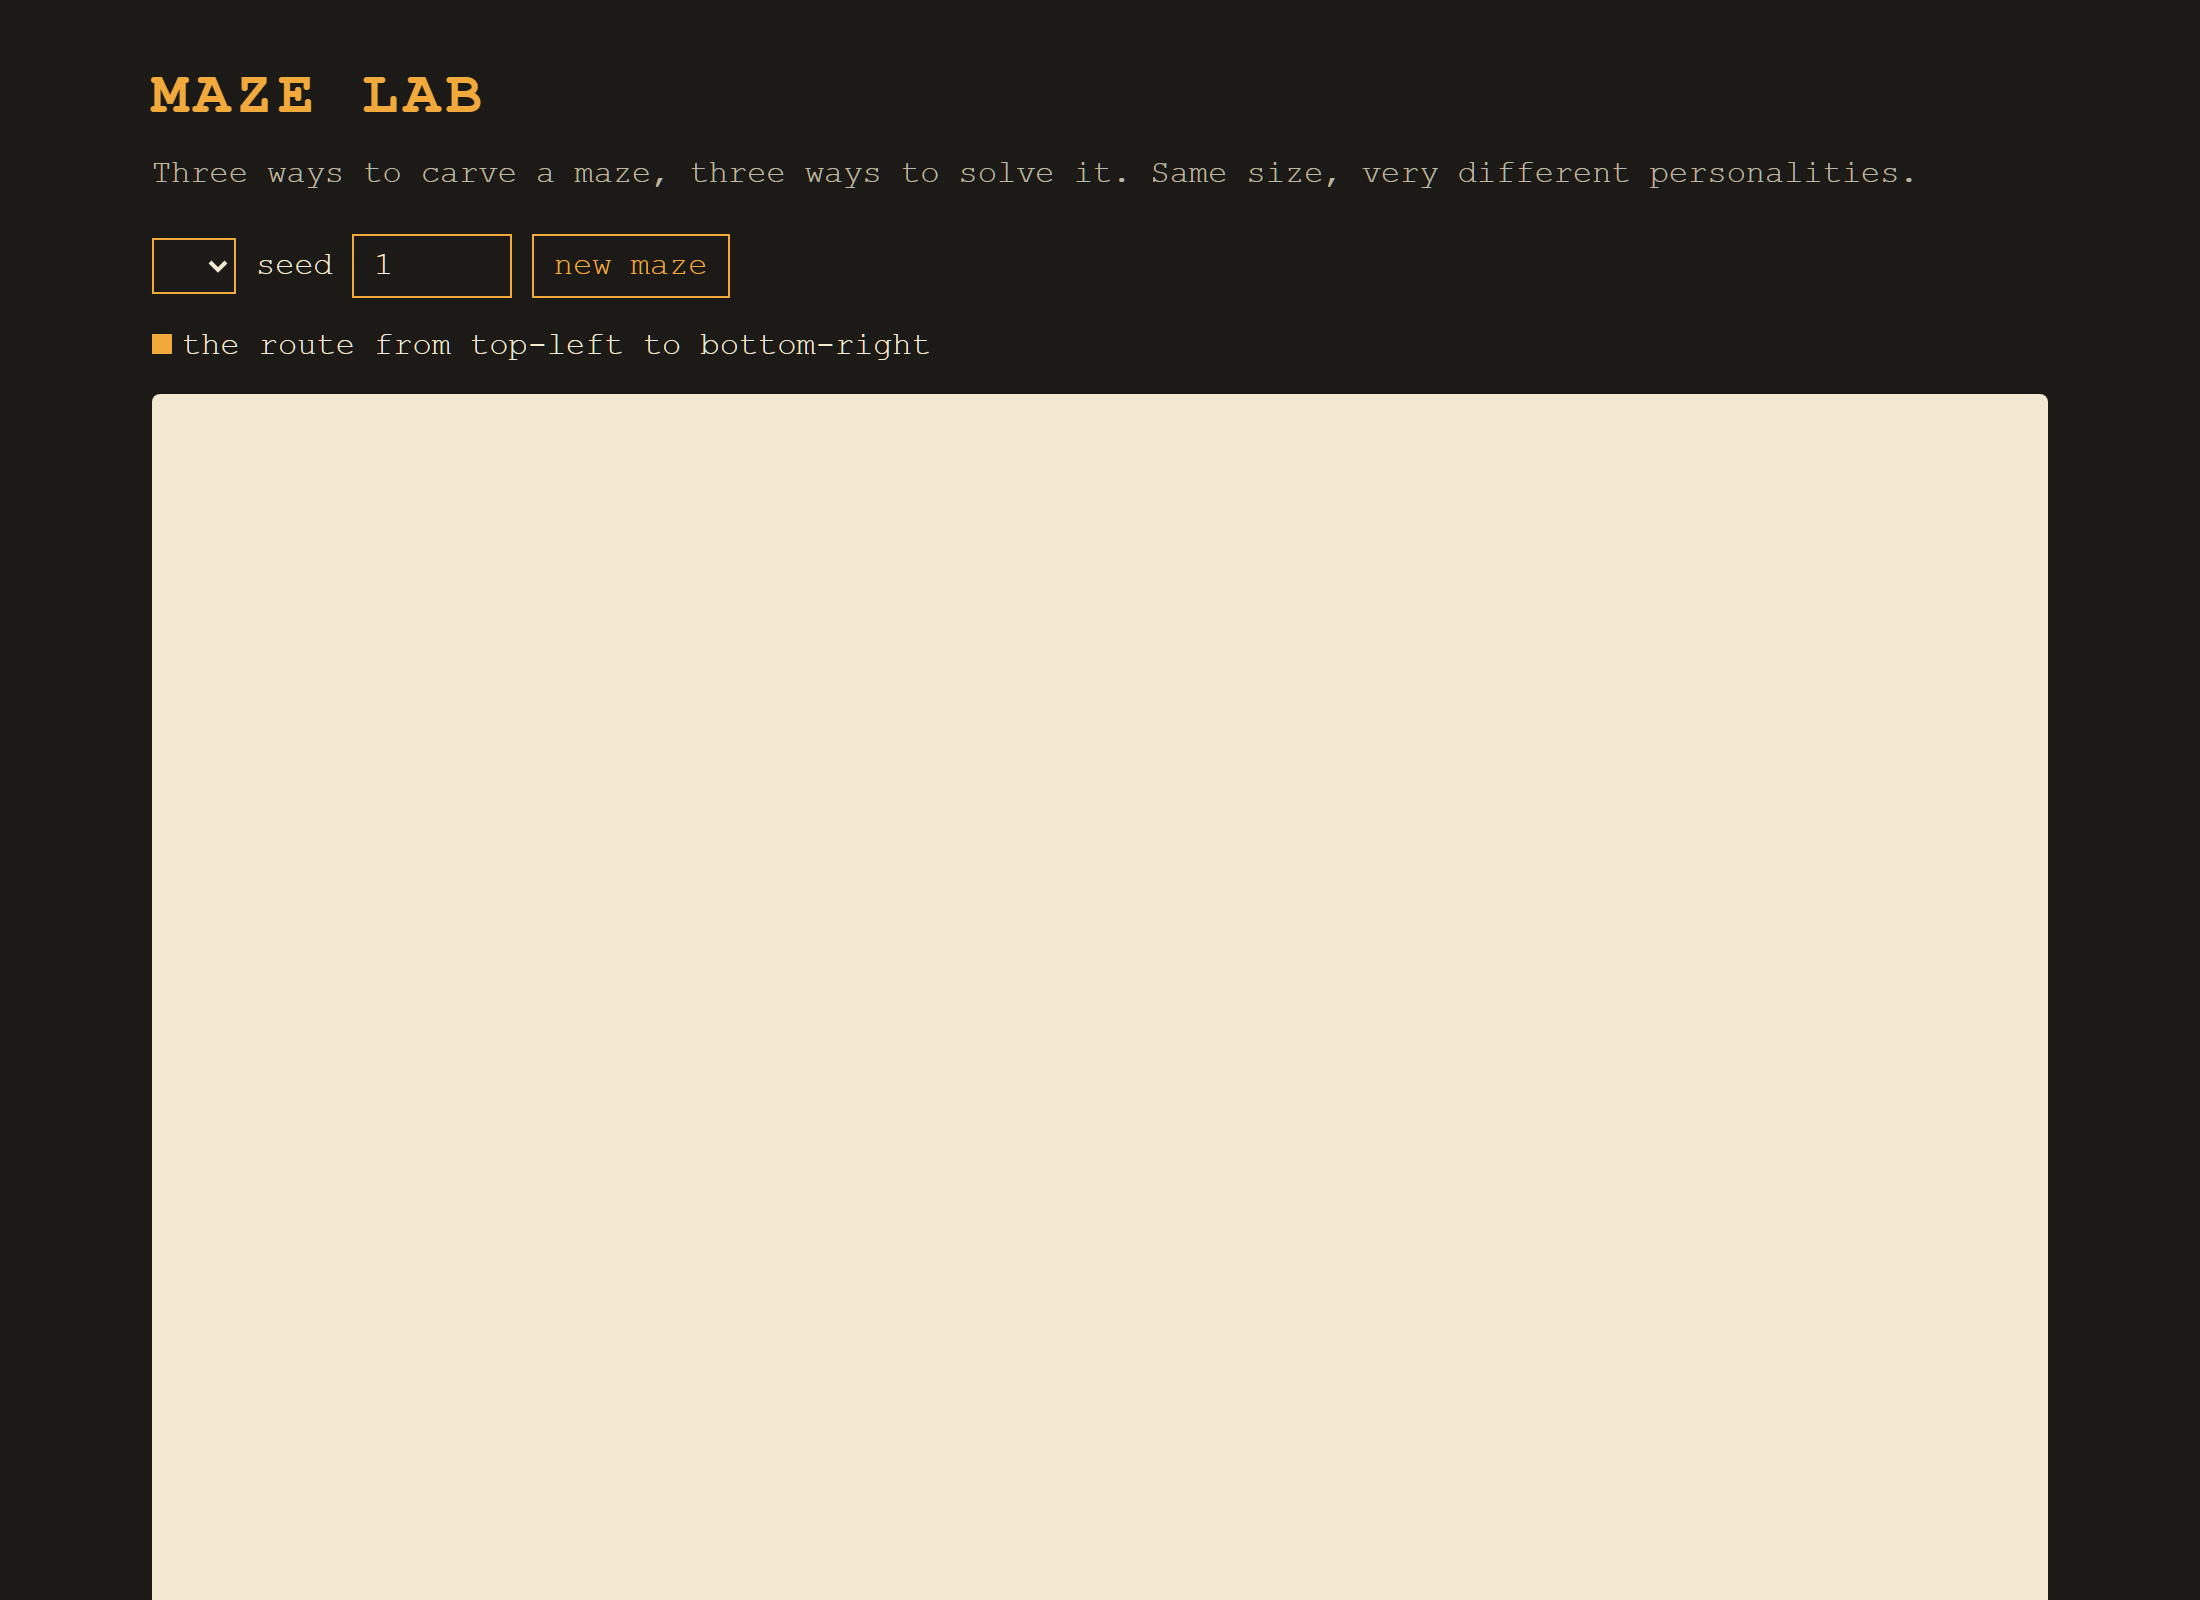 MAZE LAB
Three ways to carve a maze, three ways to solve it. Same size, very different personalities.
seed 1 new maze
the route from top-left to bottom-right